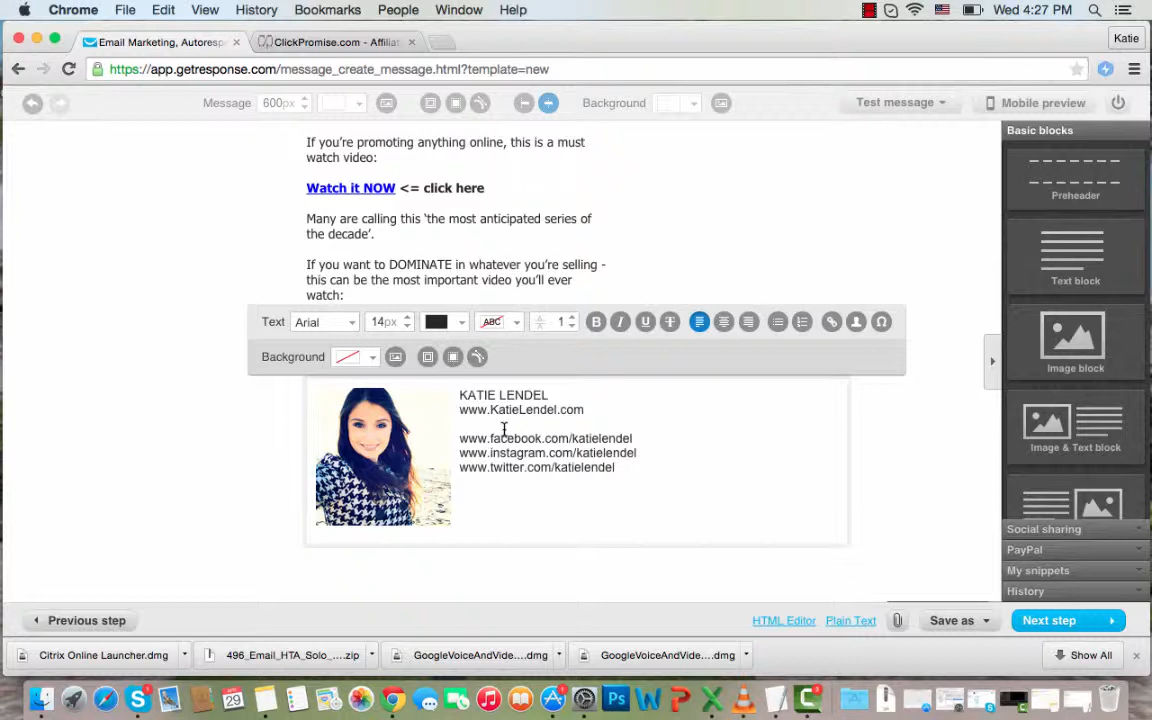 Chrome File Edit View History Bookmarks People Window Help
Wed 4:27 PM
Email Marketing, Autoresp
ClickPromise.com - Affiliat
Katie
https://app.getresponse.com/message_create_message.html?template=new
Message 600px
Background
Test message
Mobile preview
Basic blocks
If you're promoting anything online, this is a must
watch video:
Watch it NOW <= click here
Many are calling this 'the most anticipated series of
the decade'.
If you want to DOMINATE in whatever you're selling -
this can be the most important video you'll ever
watch:
Text Arial 14px ABC 1 B I U T
Background
KATIE LENDEL
www.KatieLendel.com
www.facebook.com/katielendel
www.instagram.com/katielendel
www.twitter.com/katielendel
Preheader
Text block
Image block
Image & Text block
Social sharing
PayPal
My snippets
History
Previous step
HTML Editor
Plain Text
Save as
Next step
Citrix Online Launcher.dmg
496_Email_HTA_Solo_....zip
GoogleVoiceAndVide....dmg
GoogleVoiceAndVide....dmg
Show All
29
Ps